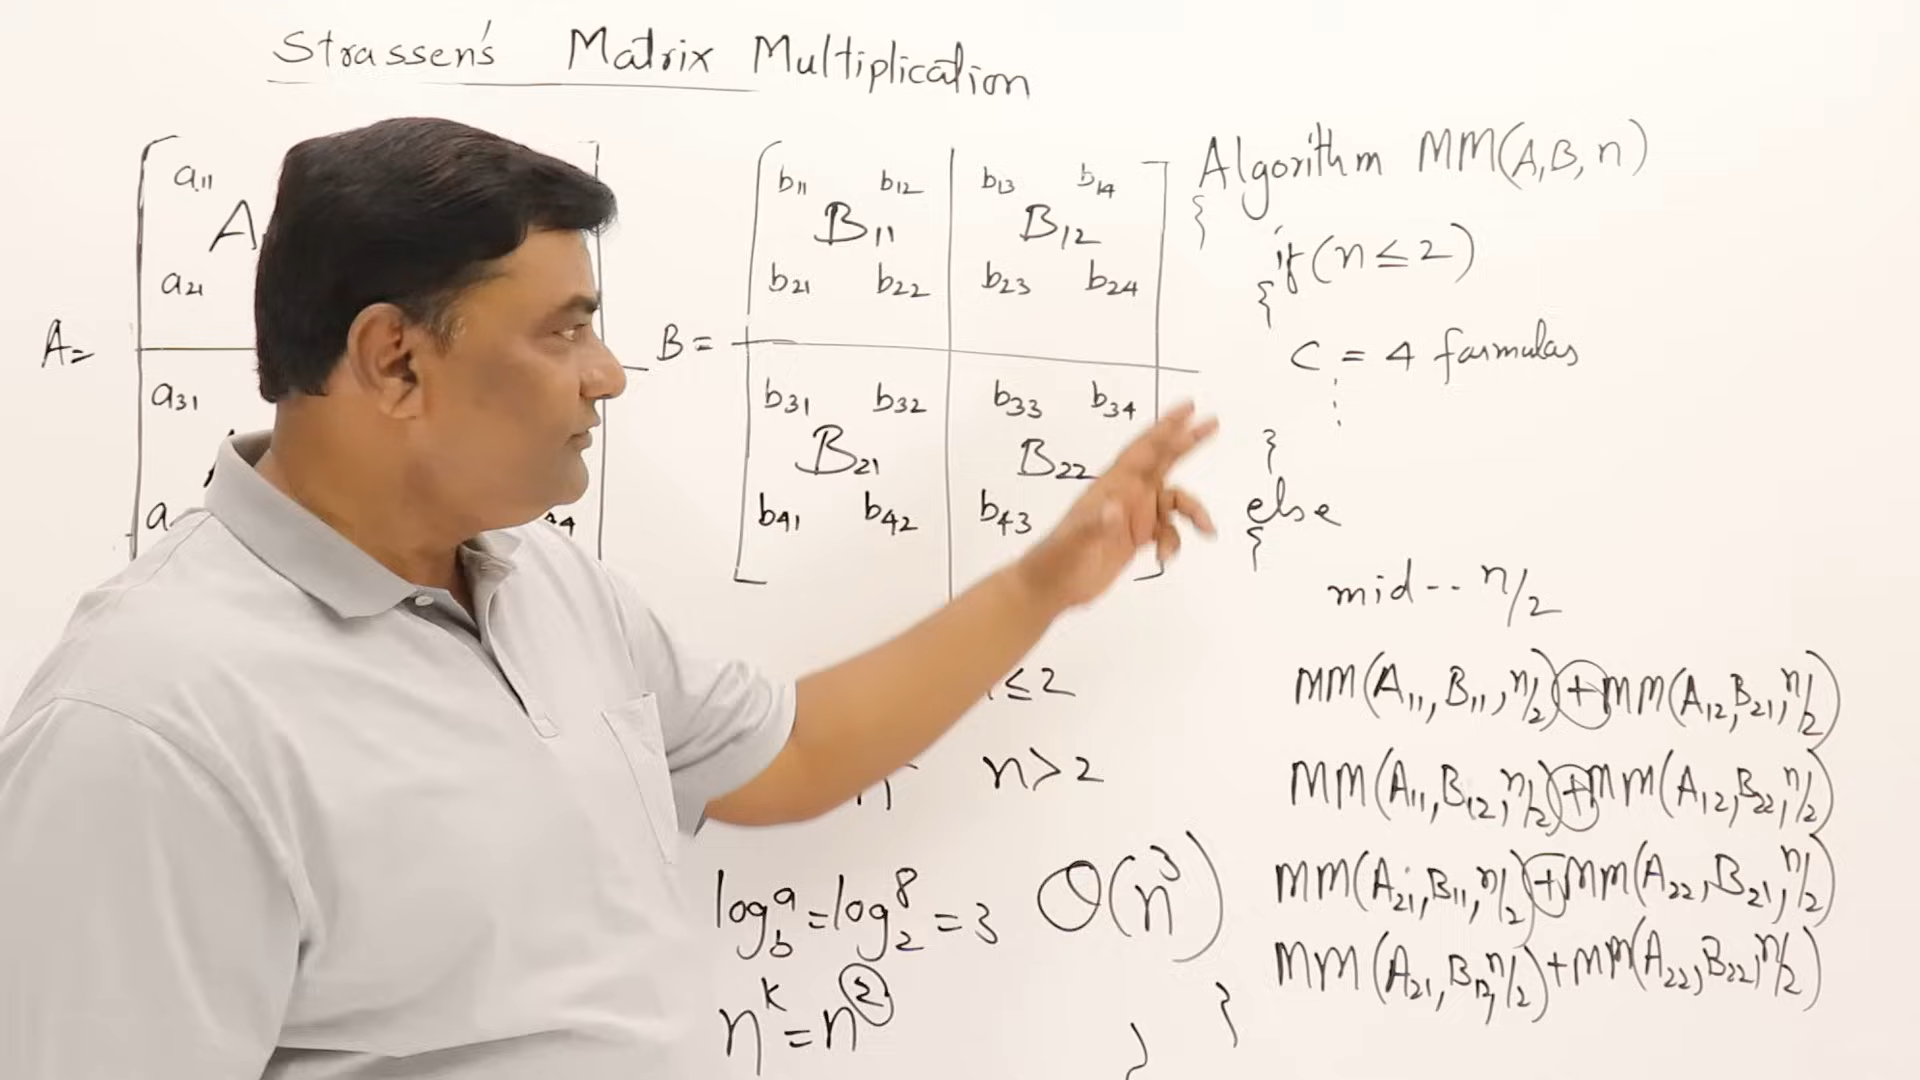 Strassen's Matrix Multiplication
A=
a11
A
a21
a31
a
44
B=
b11 b12 b13 b14
B11 B12
b21 b22 b23 b24
b31 b32 b33 b34
B21 B22
b41 b42 b43
≤2
n>2
log_b^a = log_2^8 = 3 O(n^3)
n^k = n^2
Algorithm MM(A,B,n)
{
if(n≤2)
{
C = 4 formulas
⋮
}
else
{
mid -- n/2
MM(A11,B11,n/2)+MM(A12,B21,n/2)
MM(A11,B12,n/2)+MM(A12,B22,n/2)
MM(A21,B11,n/2)+MM(A22,B21,n/2)
MM(A21,B12,n/2)+MM(A22,B22,n/2)
}
}